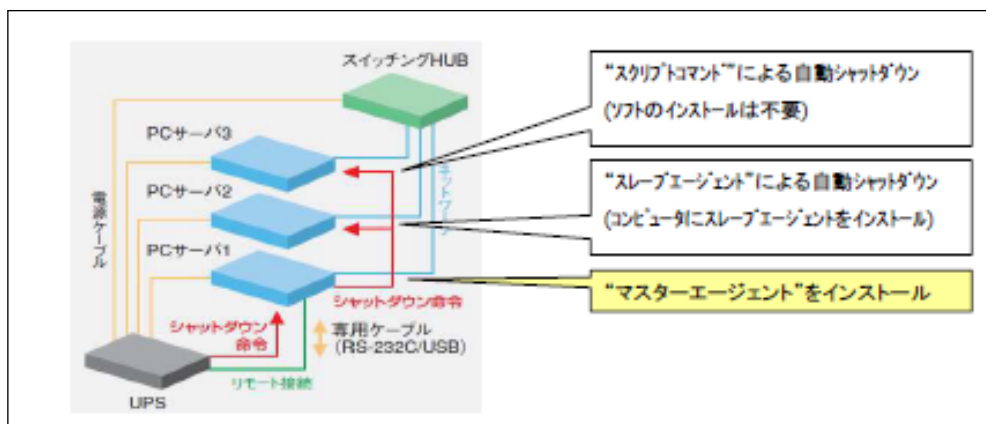 スイッチングHUB
PCサーバ3
PCサーバ2
PCサーバ1
電源ケーブル
ネットワーク
シャットダウン命令
シャットダウン
命令
専用ケーブル
(RS-232C/USB)
リモート接続
UPS
“スクリプトコマンド”による自動シャットダウン
(ソフトのインストールは不要)
“スレーブエージェント”による自動シャットダウン
(コンピュータにスレーブエージェントをインストール)
“マスターエージェント”をインストール